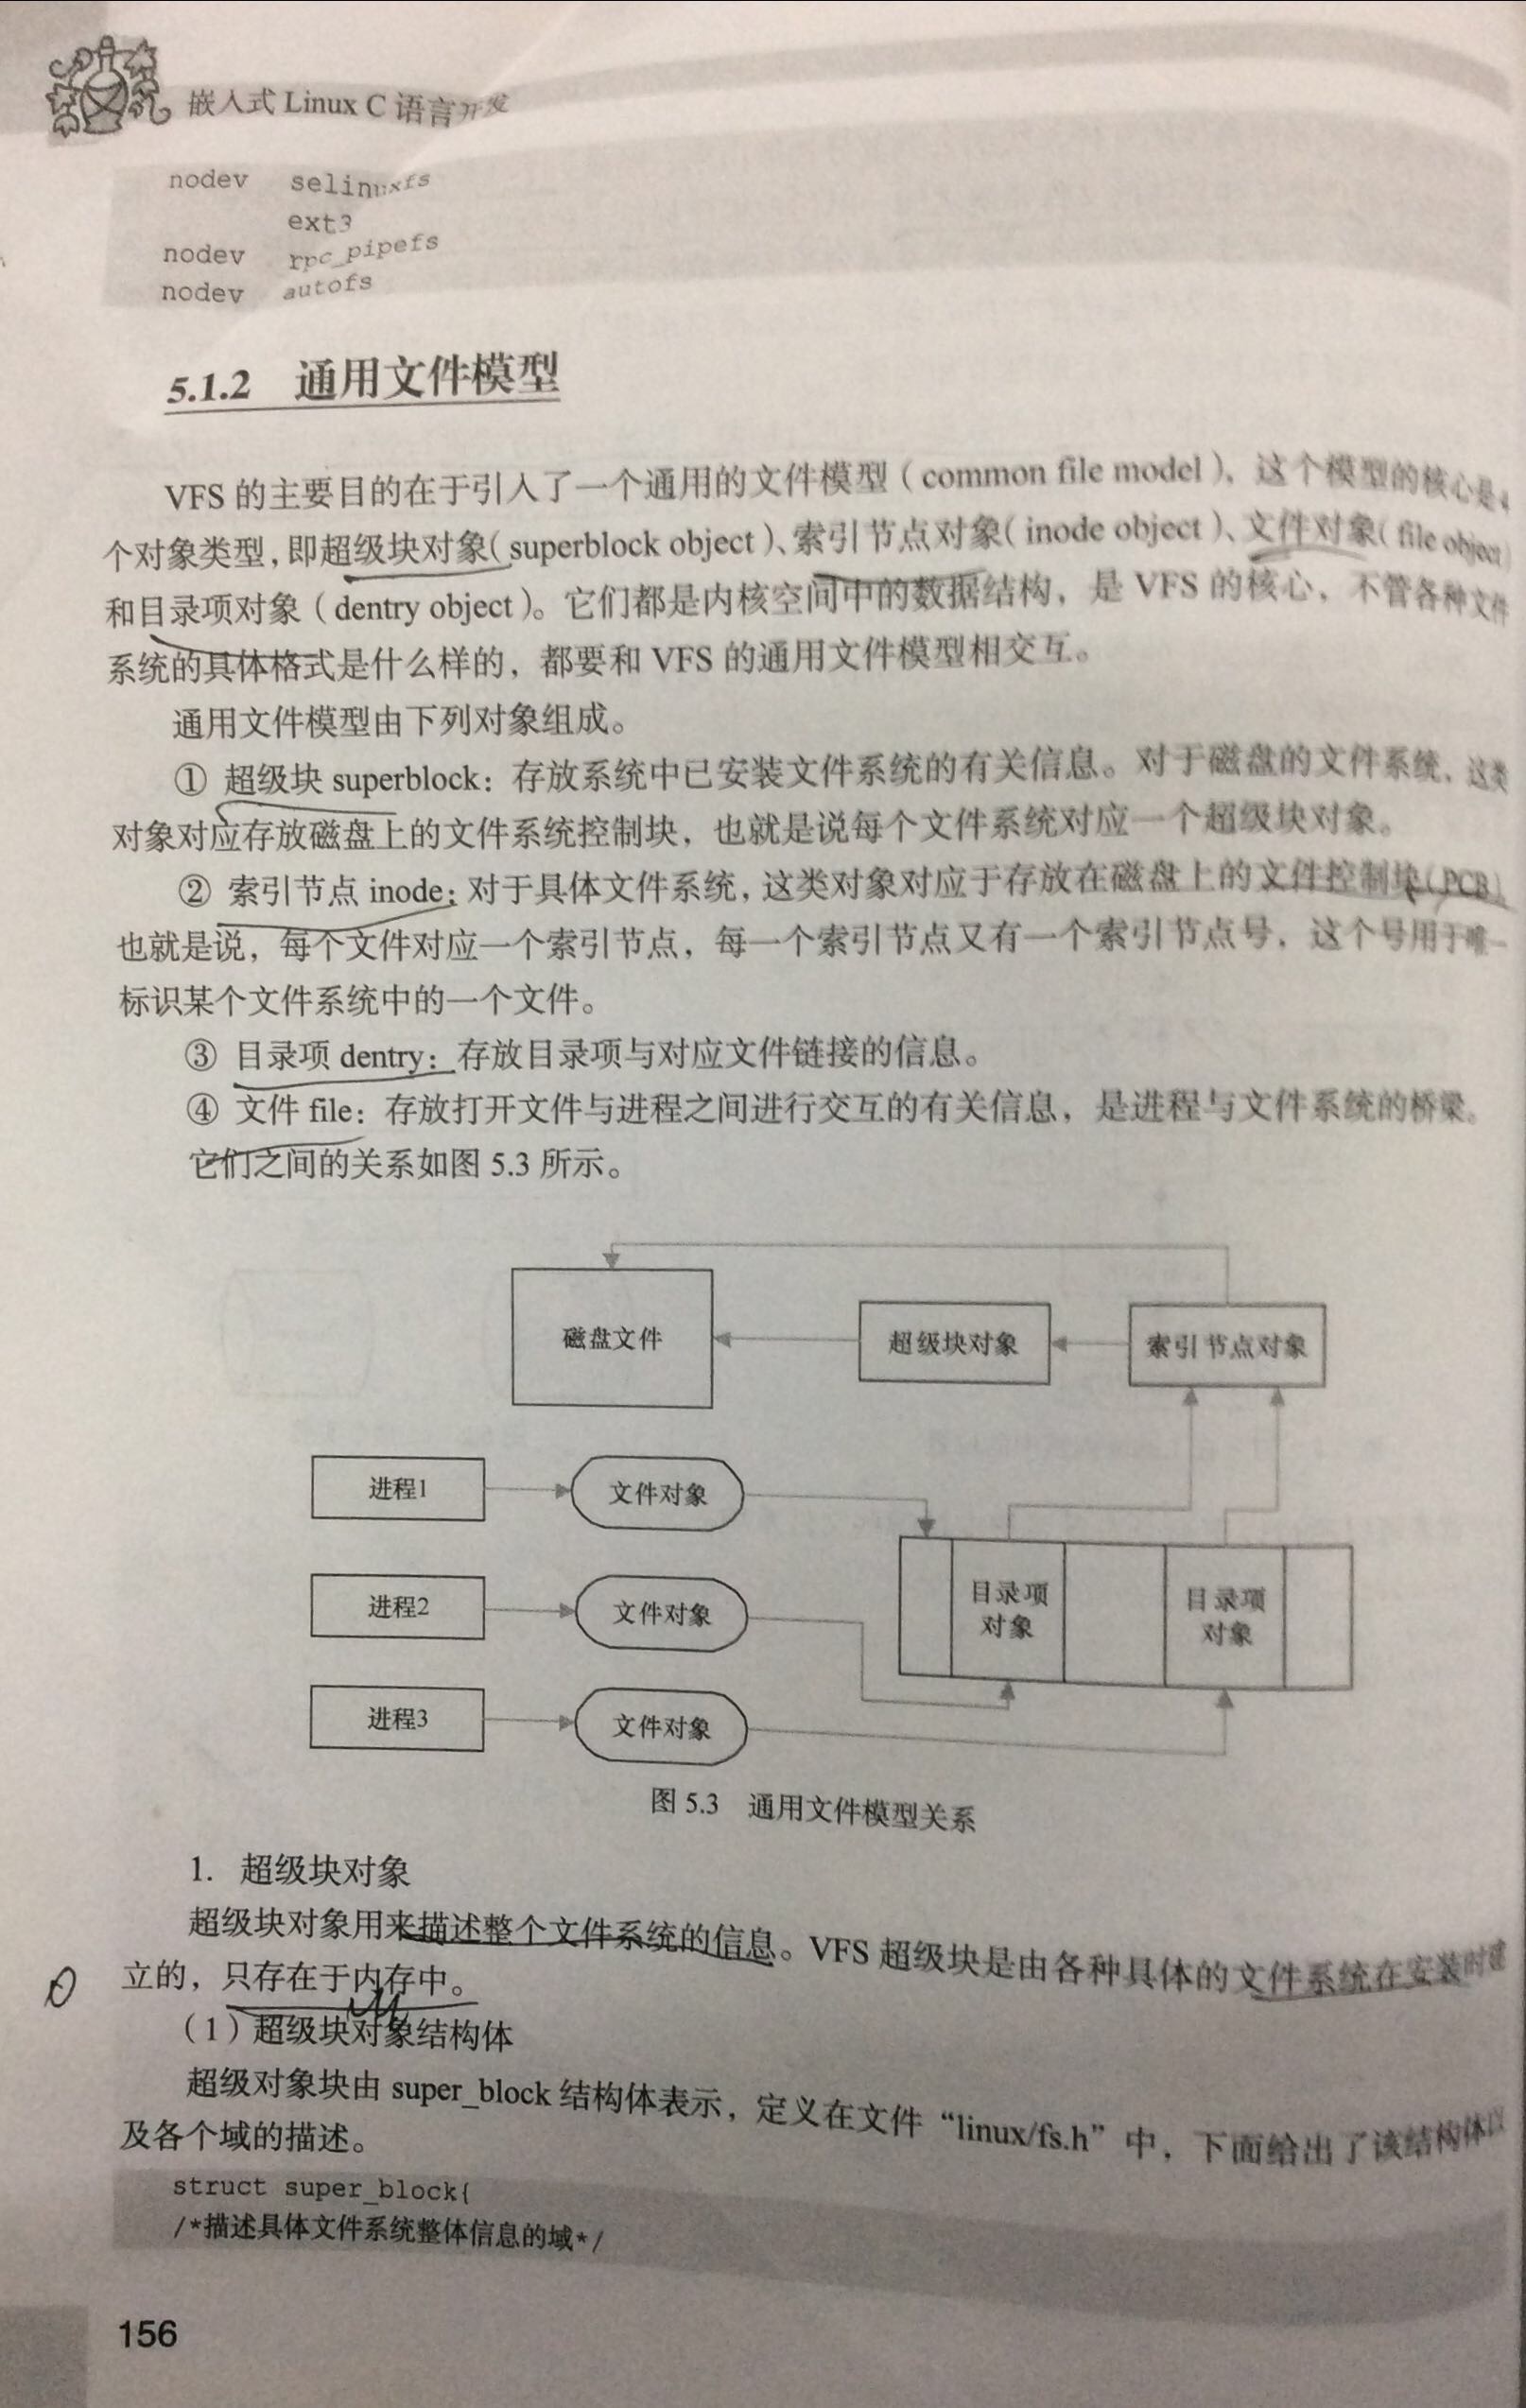 嵌入式 Linux C 语言开发
nodev selinuxfs
ext3
nodev rpc_pipefs
nodev autofs
5.1.2 通用文件模型
VFS 的主要目的在于引入了一个通用的文件模型（common file model），这个模型的核心是4
个对象类型，即超级块对象（superblock object）、索引节点对象（inode object）、文件对象（file object）
和目录项对象（dentry object）。它们都是内核空间中的数据结构，是 VFS 的核心，不管各种文件
系统的具体格式是什么样的，都要和 VFS 的通用文件模型相交互。
通用文件模型由下列对象组成。
① 超级块 superblock：存放系统中已安装文件系统的有关信息。对于磁盘的文件系统，这类
对象对应存放磁盘上的文件系统控制块，也就是说每个文件系统对应一个超级块对象。
② 索引节点 inode：对于具体文件系统，这类对象对应于存放在磁盘上的文件控制块（PCB）
也就是说，每个文件对应一个索引节点，每一个索引节点又有一个索引节点号，这个号用于唯一
标识某个文件系统中的一个文件。
③ 目录项 dentry：存放目录项与对应文件链接的信息。
④ 文件 file：存放打开文件与进程之间进行交互的有关信息，是进程与文件系统的桥梁。
它们之间的关系如图 5.3 所示。
磁盘文件 超级块对象 索引节点对象
进程1 文件对象
进程2 文件对象 目录项 目录项
对象 对象
进程3 文件对象
图 5.3 通用文件模型关系
1. 超级块对象
超级块对象用来描述整个文件系统的信息。VFS 超级块是由各种具体的文件系统在安装时建
立的，只存在于内存中。
（1）超级块对象结构体
超级对象块由 super_block 结构体表示，定义在文件“linux/fs.h”中，下面给出了该结构体以
及各个域的描述。
struct super_block{
/*描述具体文件系统整体信息的域*/
156